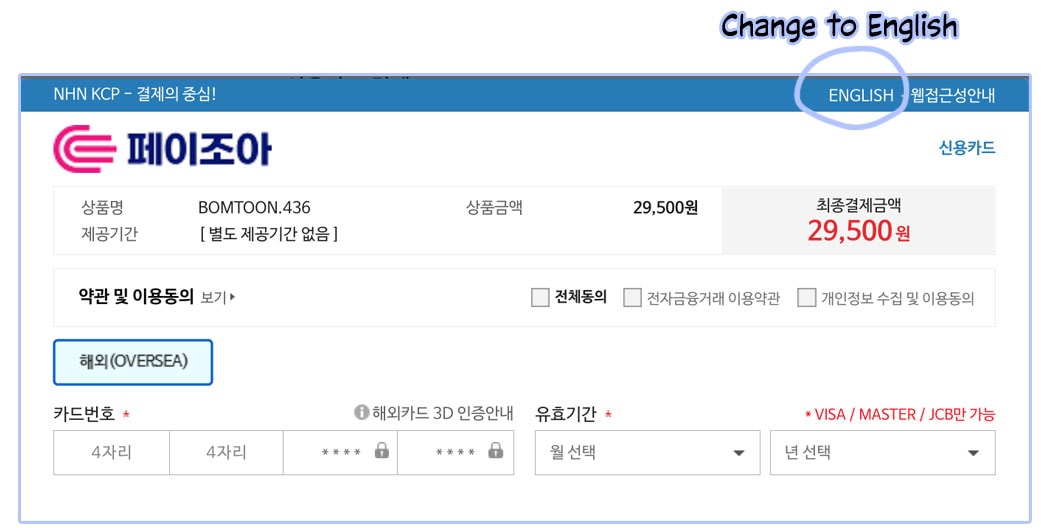 Change to English
NHN KCP - 결제의 중심!
ENGLISH · 웹접근성안내
페이조아
신용카드
상품명 BOMTOON.436 상품금액 29,500원
제공기간 [ 별도 제공기간 없음 ]
최종결제금액
29,500 원
약관 및 이용동의 보기 전체동의 전자금융거래 이용약관 개인정보 수집 및 이용동의
해외(OVERSEA)
카드번호 * 해외카드 3D 인증안내 유효기간 * * VISA / MASTER / JCB만 가능
4자리 4자리 **** **** 월 선택 년 선택